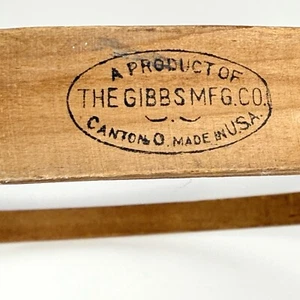 A PRODUCT OF
THE GIBBS MFG. CO.
CANTON, O. MADE IN U.S.A.